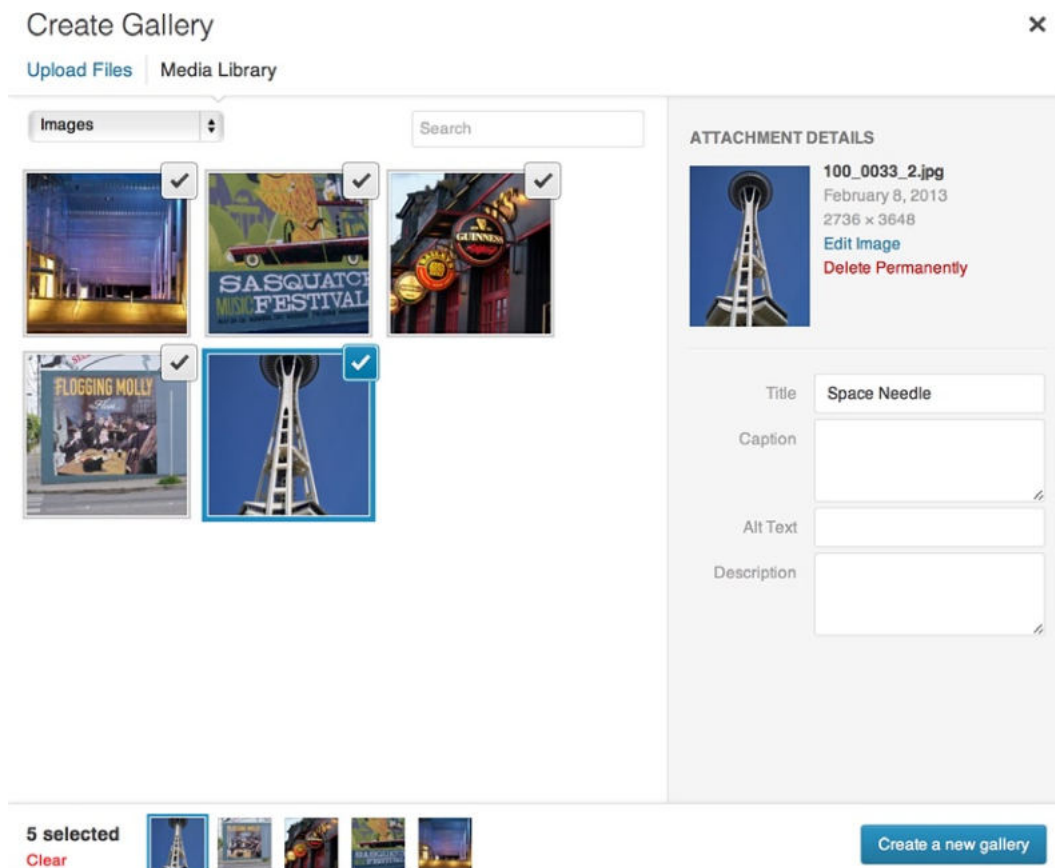 Create Gallery
Upload Files
Media Library
Images
Search
GUINNESS
SASQUATCH
MUSIC FESTIVAL
FLOGGING MOLLY
ATTACHMENT DETAILS
100_0033_2.jpg
February 8, 2013
2736 × 3648
Edit Image
Delete Permanently
Title
Space Needle
Caption
Alt Text
Description
5 selected
Clear
Create a new gallery